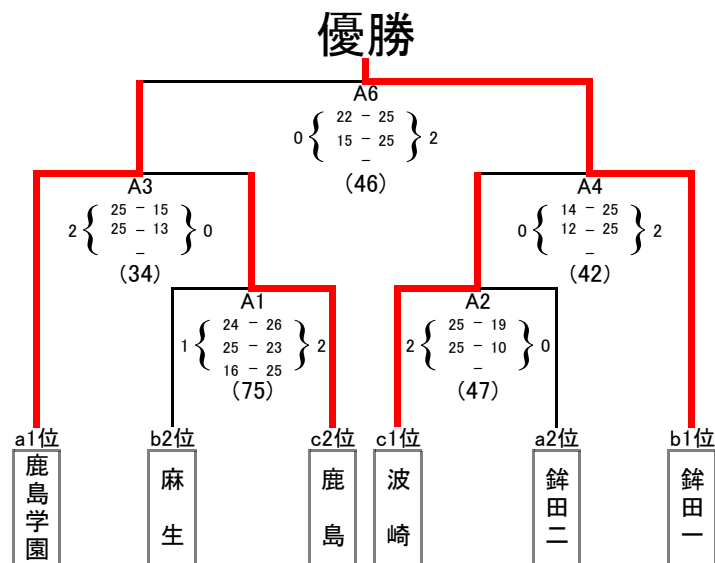 優勝
A6
22 － 25
0 { 15 － 25 } 2
－
(46)
A3
25 － 15
2 { 25 － 13 } 0
－
(34)
A4
14 － 25
0 { 12 － 25 } 2
－
(42)
A1
24 － 26
1 { 25 － 23 } 2
16 － 25
(75)
A2
25 － 19
2 { 25 － 10 } 0
－
(47)
a1位
b2位
c2位
c1位
a2位
b1位
鹿島学園
麻生
鹿島
波崎
鉾田二
鉾田一